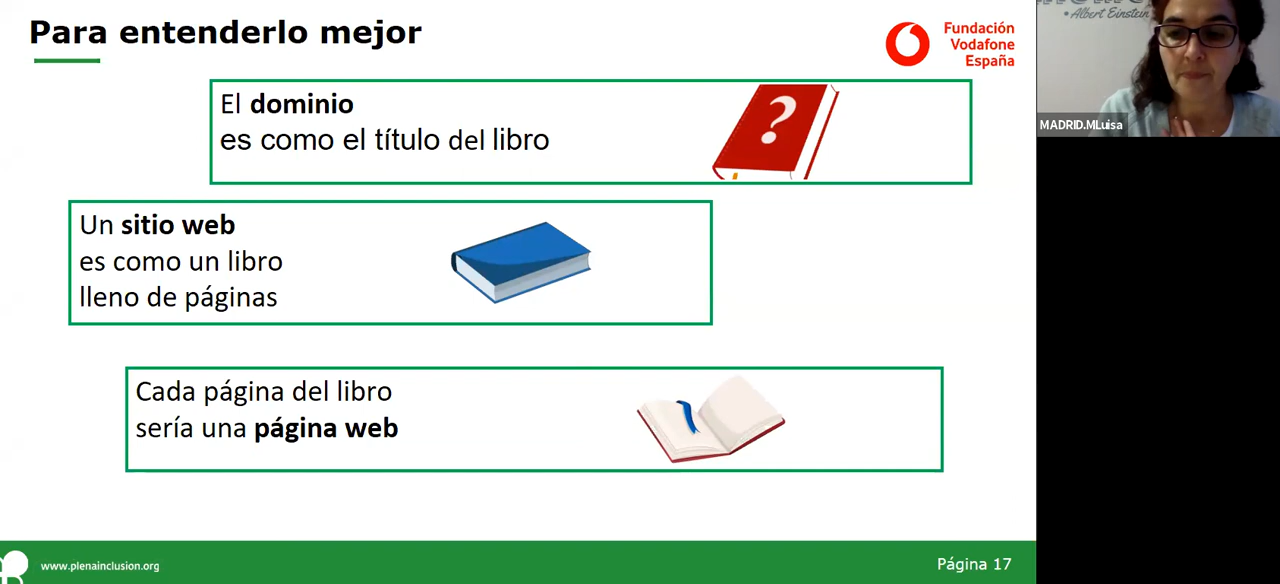 Para entenderlo mejor
Fundación
Vodafone
España
El dominio
es como el título del libro
?
Un sitio web
es como un libro
lleno de páginas
Cada página del libro
sería una página web
www.plenainclusion.org
Página 17
• Albert Einstein
MADRID.MLuisa